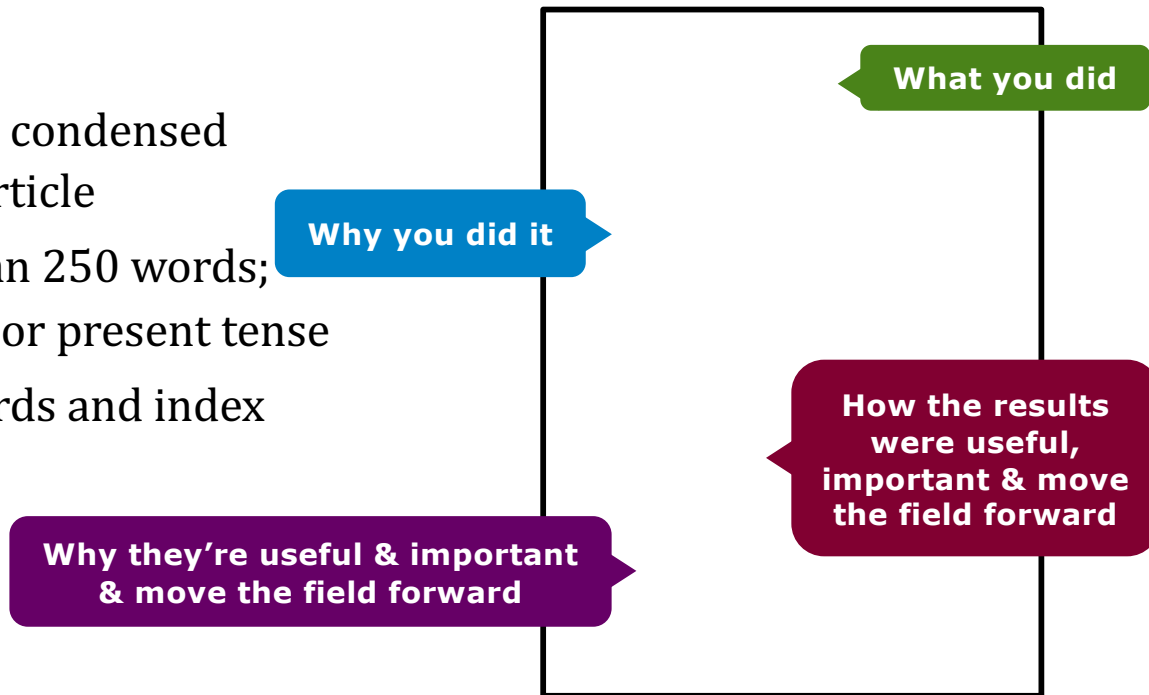 What you did
condensed
rticle
Why you did it
an 250 words;
or present tense
rds and index
How the results
were useful,
important & move
the field forward
Why they’re useful & important
& move the field forward